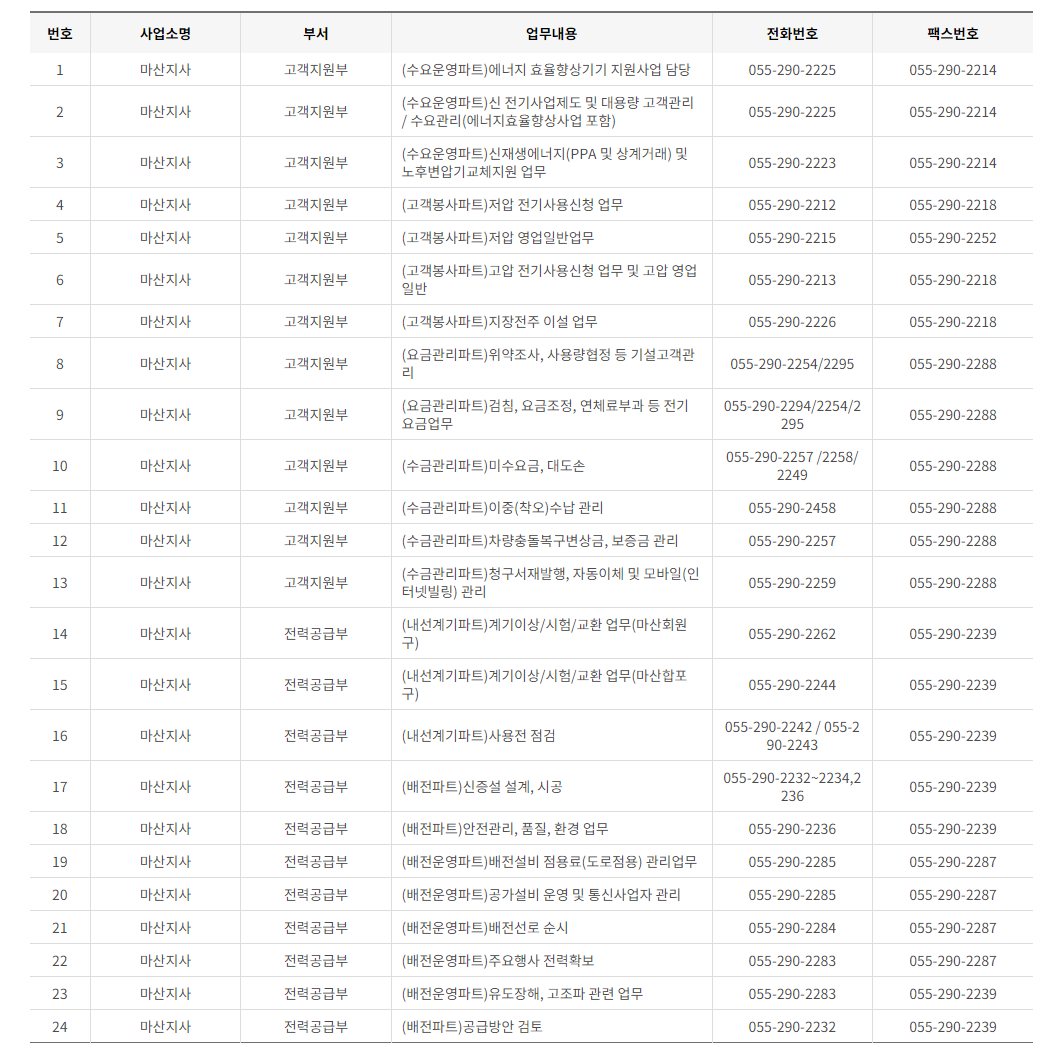 번호 사업소명 부서 업무내용 전화번호 팩스번호
1 마산지사 고객지원부 (수요운영파트)에너지 효율향상기기 지원사업 담당 055-290-2225 055-290-2214
2 마산지사 고객지원부 (수요운영파트)신 전기사업제도 및 대용량 고객관리
/ 수요관리(에너지효율향상사업 포함) 055-290-2225 055-290-2214
3 마산지사 고객지원부 (수요운영파트)신재생에너지(PPA 및 상계거래) 및
노후변압기교체지원 업무 055-290-2223 055-290-2214
4 마산지사 고객지원부 (고객봉사파트)저압 전기사용신청 업무 055-290-2212 055-290-2218
5 마산지사 고객지원부 (고객봉사파트)저압 영업일반업무 055-290-2215 055-290-2252
6 마산지사 고객지원부 (고객봉사파트)고압 전기사용신청 업무 및 고압 영업
일반 055-290-2213 055-290-2218
7 마산지사 고객지원부 (고객봉사파트)지장전주 이설 업무 055-290-2226 055-290-2218
8 마산지사 고객지원부 (요금관리파트)위약조사, 사용량협정 등 기설고객관
리 055-290-2254/2295 055-290-2288
9 마산지사 고객지원부 (요금관리파트)검침, 요금조정, 연체료부과 등 전기
요금업무 055-290-2294/2254/2
295 055-290-2288
10 마산지사 고객지원부 (수금관리파트)미수요금, 대도손 055-290-2257 /2258/
2249 055-290-2288
11 마산지사 고객지원부 (수금관리파트)이중(착오)수납 관리 055-290-2458 055-290-2288
12 마산지사 고객지원부 (수금관리파트)차량충돌복구변상금, 보증금 관리 055-290-2257 055-290-2288
13 마산지사 고객지원부 (수금관리파트)청구서재발행, 자동이체 및 모바일(인
터넷빌링) 관리 055-290-2259 055-290-2288
14 마산지사 전력공급부 (내선계기파트)계기이상/시험/교환 업무(마산회원
구) 055-290-2262 055-290-2239
15 마산지사 전력공급부 (내선계기파트)계기이상/시험/교환 업무(마산합포
구) 055-290-2244 055-290-2239
16 마산지사 전력공급부 (내선계기파트)사용전 점검 055-290-2242 / 055-2
90-2243 055-290-2239
17 마산지사 전력공급부 (배전파트)신증설 설계, 시공 055-290-2232~2234,2
236 055-290-2239
18 마산지사 전력공급부 (배전파트)안전관리, 품질, 환경 업무 055-290-2236 055-290-2239
19 마산지사 전력공급부 (배전운영파트)배전설비 점용료(도로점용) 관리업무 055-290-2285 055-290-2287
20 마산지사 전력공급부 (배전운영파트)공가설비 운영 및 통신사업자 관리 055-290-2285 055-290-2287
21 마산지사 전력공급부 (배전운영파트)배전선로 순시 055-290-2284 055-290-2287
22 마산지사 전력공급부 (배전운영파트)주요행사 전력확보 055-290-2283 055-290-2287
23 마산지사 전력공급부 (배전운영파트)유도장해, 고조파 관련 업무 055-290-2283 055-290-2239
24 마산지사 전력공급부 (배전파트)공급방안 검토 055-290-2232 055-290-2239